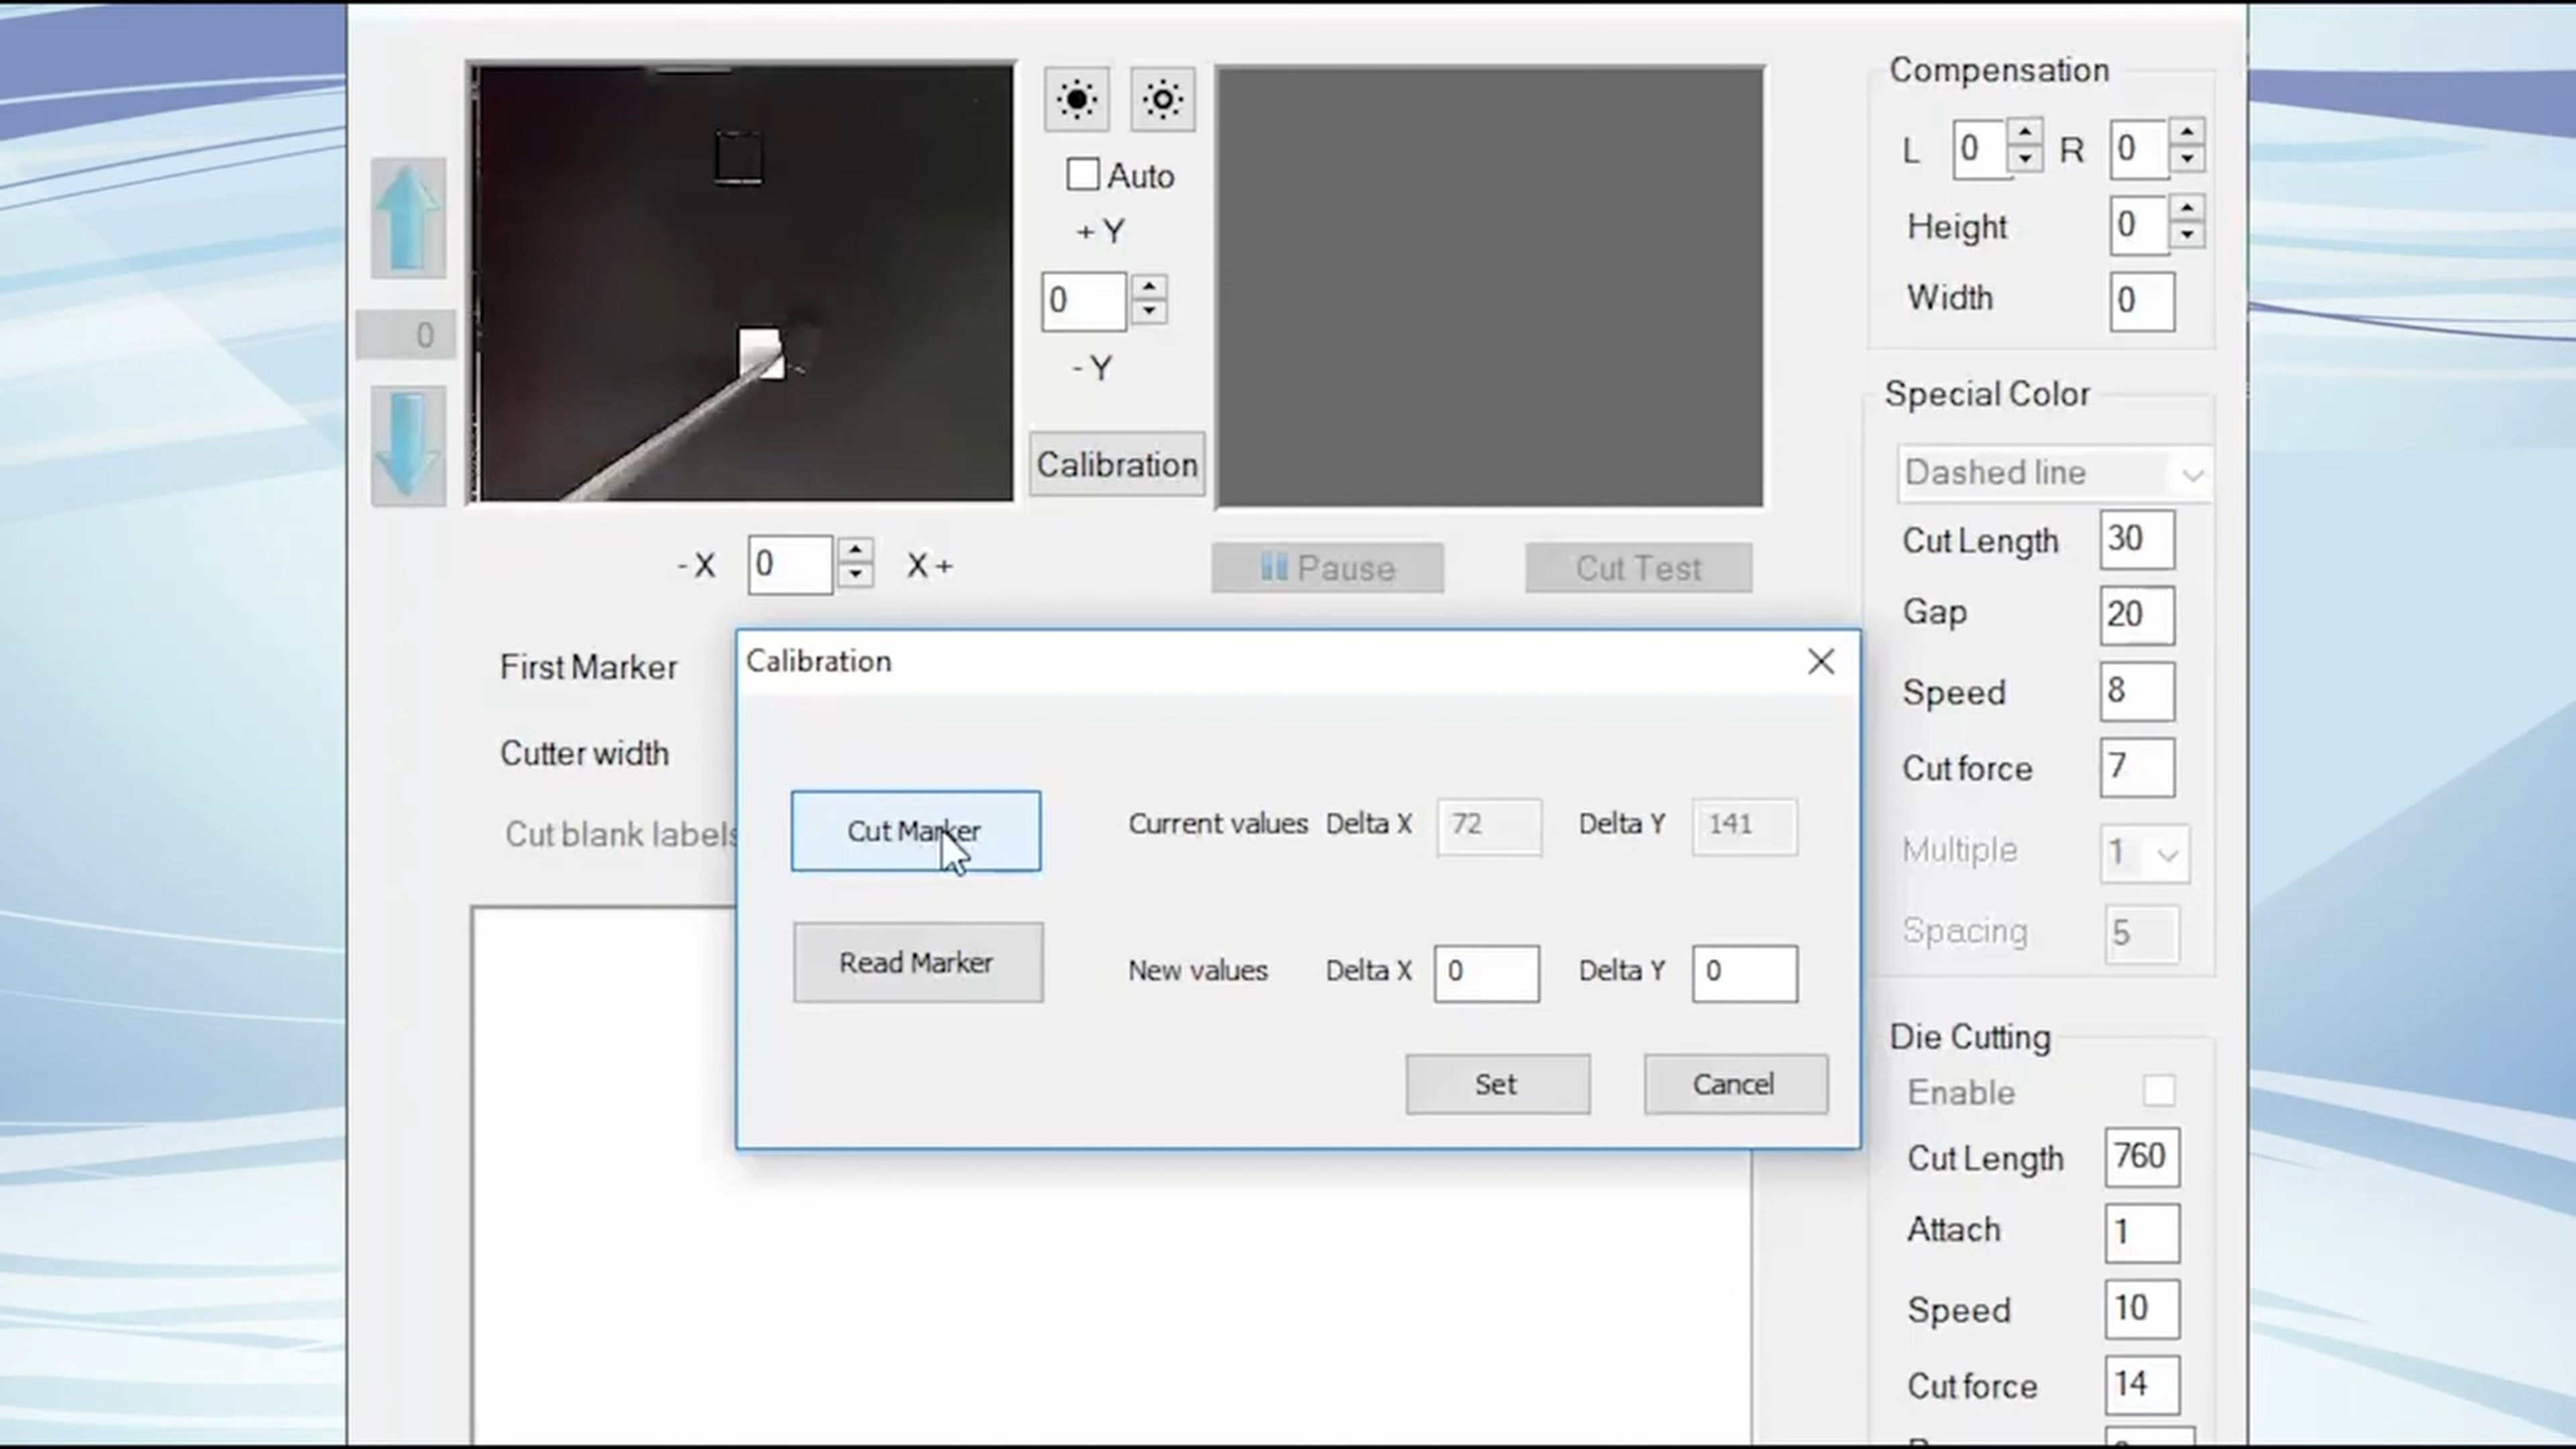 Compensation
L 0 R 0
Height 0
Width 0
Auto
+ Y
0
- Y
Calibration
0
- X 0 X +
Pause
Cut Test
Special Color
Dashed line
Cut Length 30
Gap 20
Speed 8
Cut force 7
Multiple 1
Spacing 5
First Marker
Cutter width
Cut blank labels
Calibration
Cut Marker
Current values Delta X 72 Delta Y 141
Read Marker
New values Delta X 0 Delta Y 0
Set
Cancel
Die Cutting
Enable
Cut Length 760
Attach 1
Speed 10
Cut force 14